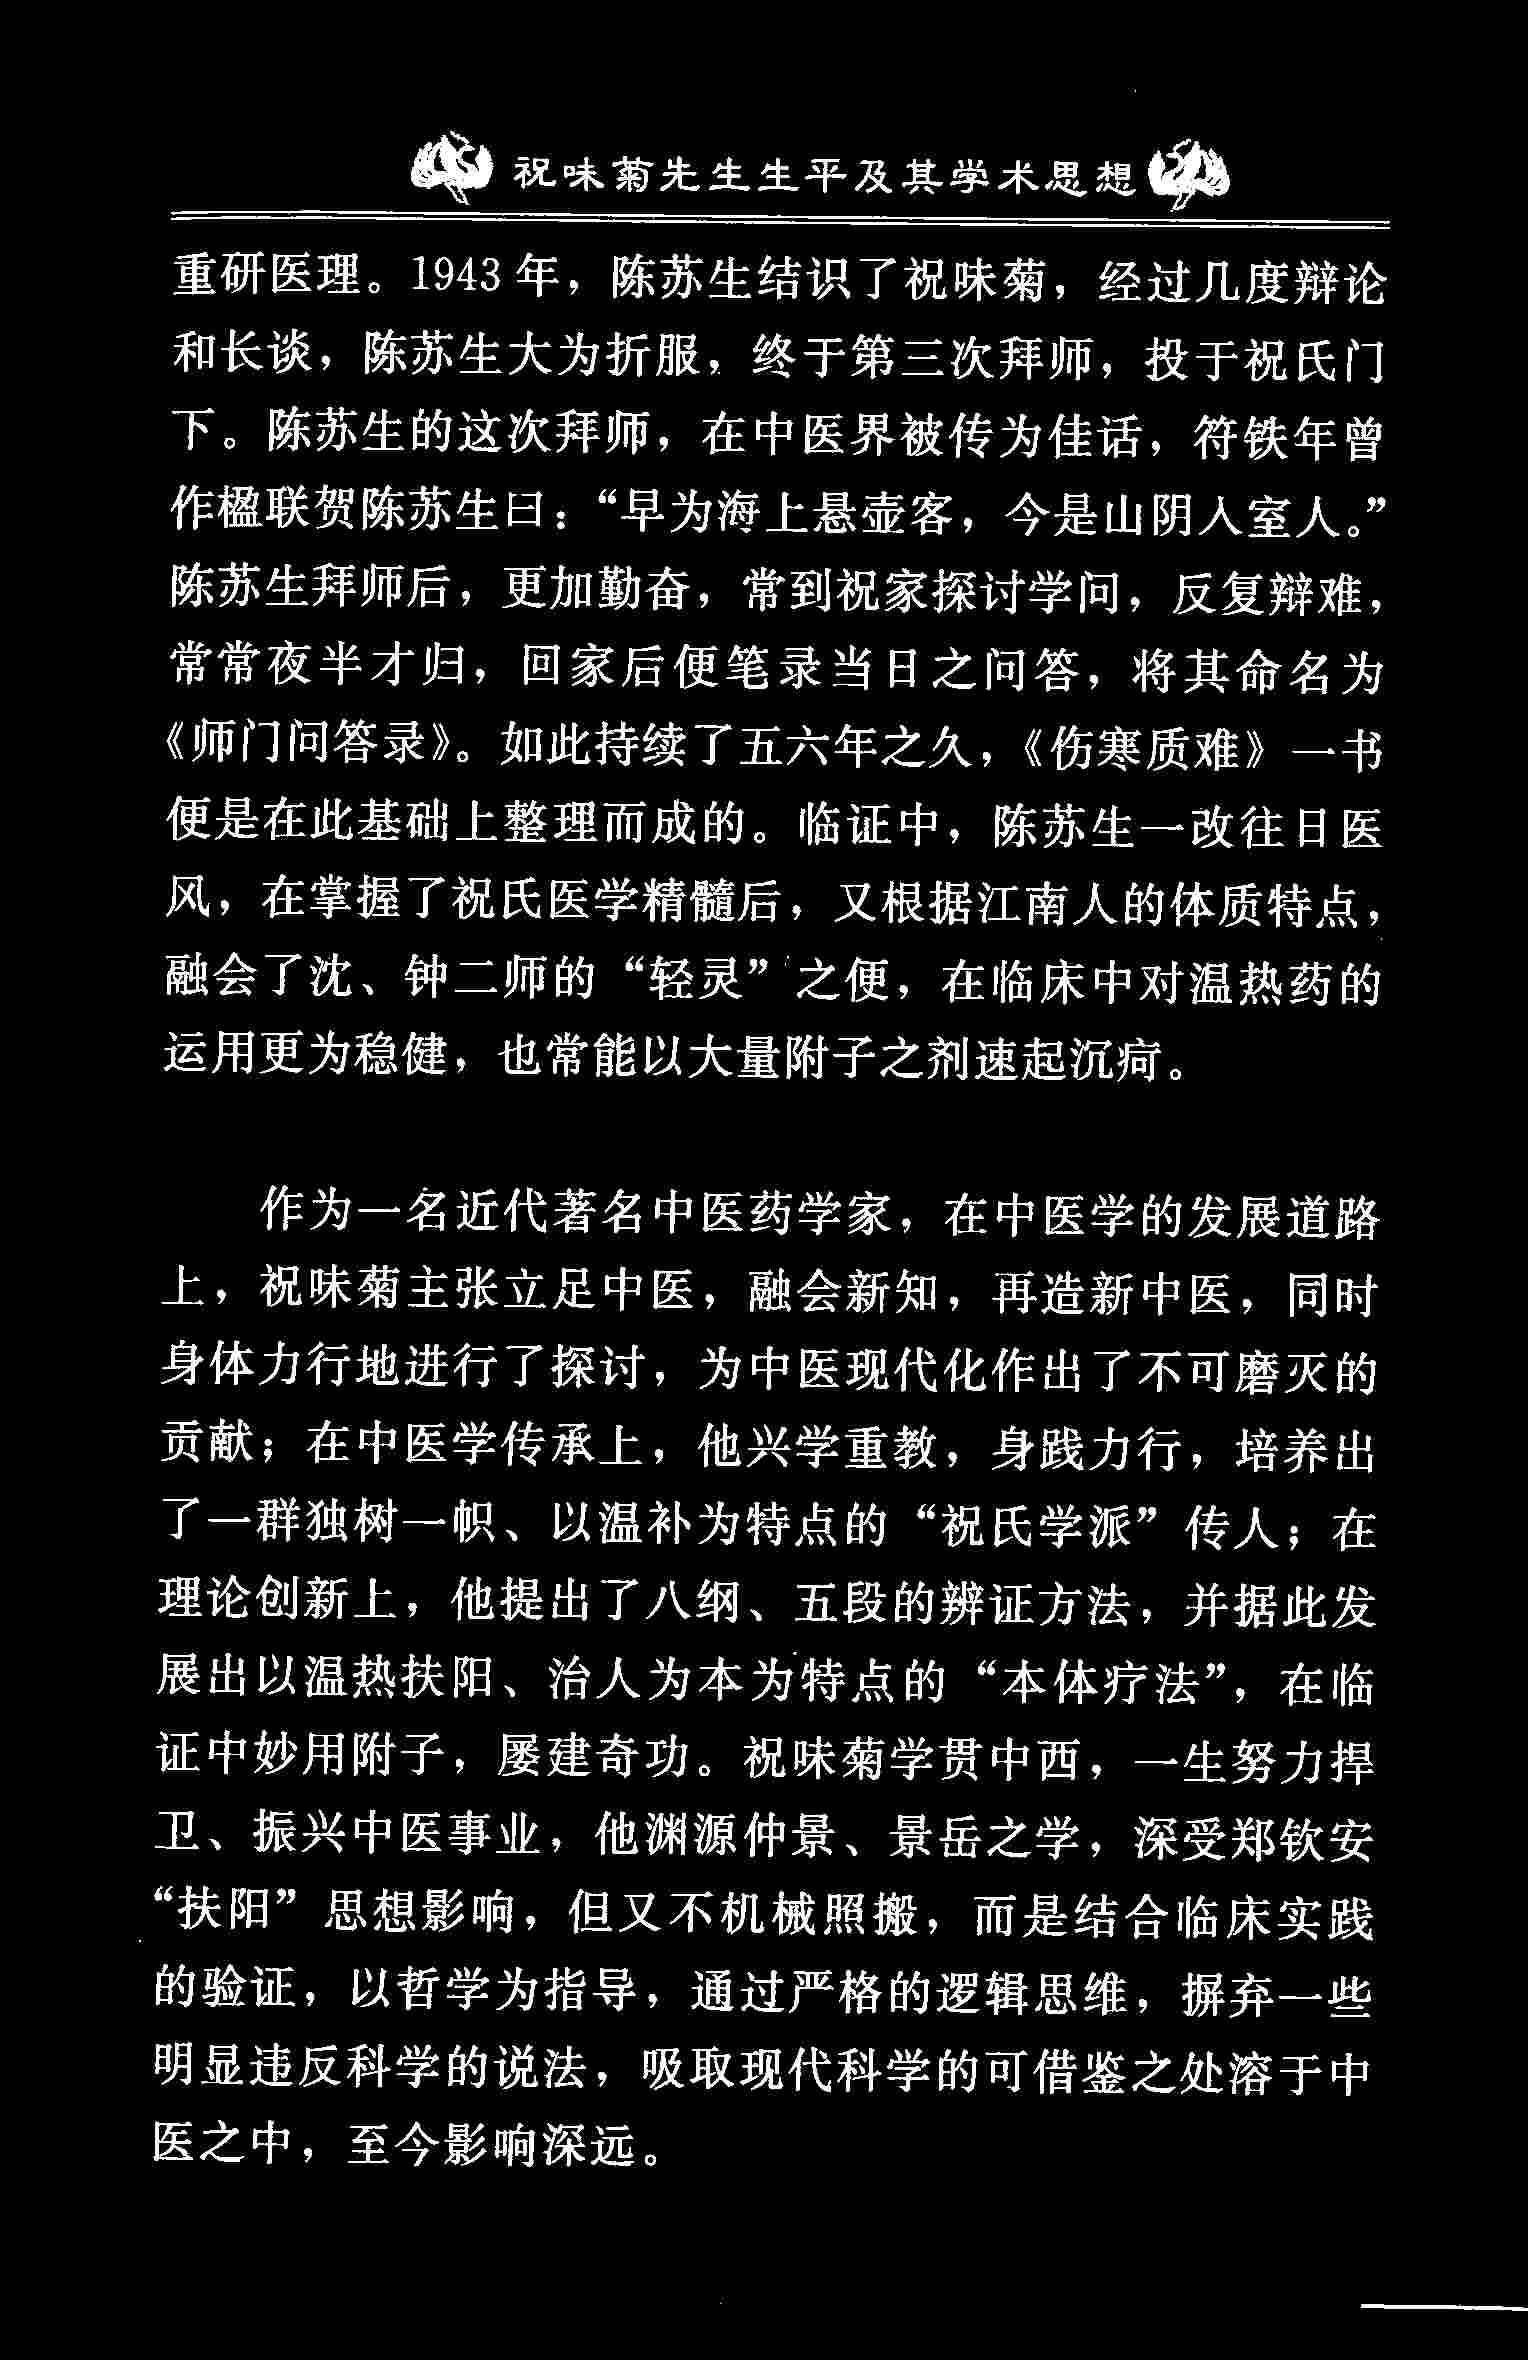 祝味菊先生生平及其学术思想
重研医理。1943年，陈苏生结识了祝味菊，经过几度辩论
和长谈，陈苏生大为折服，终于第三次拜师，投于祝氏门
下。陈苏生的这次拜师，在中医界被传为佳话，符铁年曾
作楹联贺陈苏生曰：“早为海上悬壶客，今是山阴入室人。”
陈苏生拜师后，更加勤奋，常到祝家探讨学问，反复辩难，
常常夜半才归，回家后便笔录当日之问答，将其命名为
《师门问答录》。如此持续了五六年之久，《伤寒质难》一书
便是在此基础上整理而成的。临证中，陈苏生一改往日医
风，在掌握了祝氏医学精髓后，又根据江南人的体质特点，
融会了沈、钟二师的“轻灵”之便，在临床中对温热药的
运用更为稳健，也常能以大量附子之剂速起沉疴。
作为一名近代著名中医药学家，在中医学的发展道路
上，祝味菊主张立足中医，融会新知，再造新中医，同时
身体力行地进行了探讨，为中医现代化作出了不可磨灭的
贡献；在中医学传承上，他兴学重教，身践力行，培养出
了一群独树一帜、以温补为特点的“祝氏学派”传人；在
理论创新上，他提出了八纲、五段的辨证方法，并据此发
展出以温热扶阳、治人为本为特点的“本体疗法”，在临
证中妙用附子，屡建奇功。祝味菊学贯中西，一生努力捍
卫、振兴中医事业，他渊源仲景、景岳之学，深受郑钦安
“扶阳”思想影响，但又不机械照搬，而是结合临床实践
的验证，以哲学为指导，通过严格的逻辑思维，摒弃一些
明显违反科学的说法，吸取现代科学的可借鉴之处溶于中
医之中，至今影响深远。